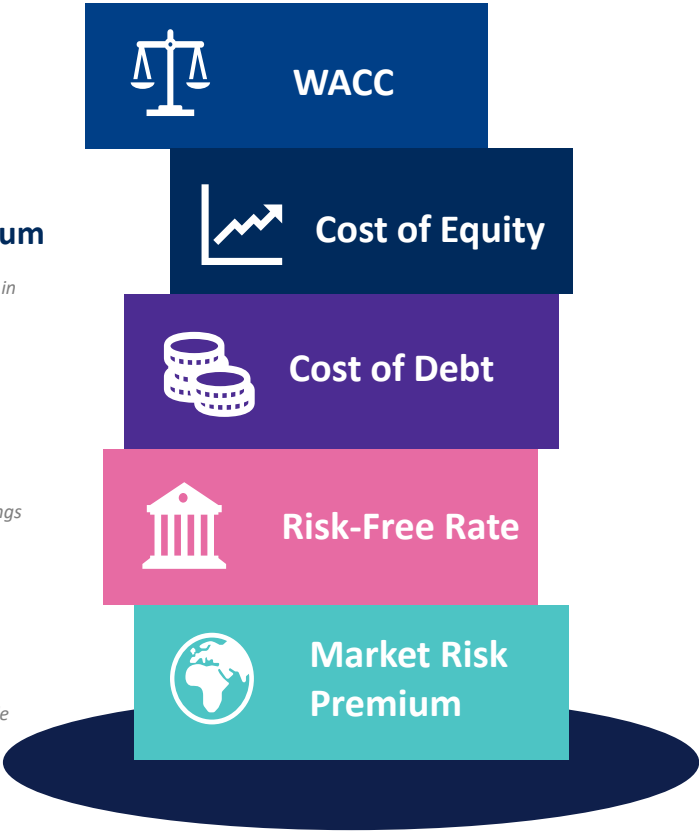 WACC
um
Cost of Equity
in
Cost of Debt
ngs
Risk-Free Rate
Market Risk
Premium
e